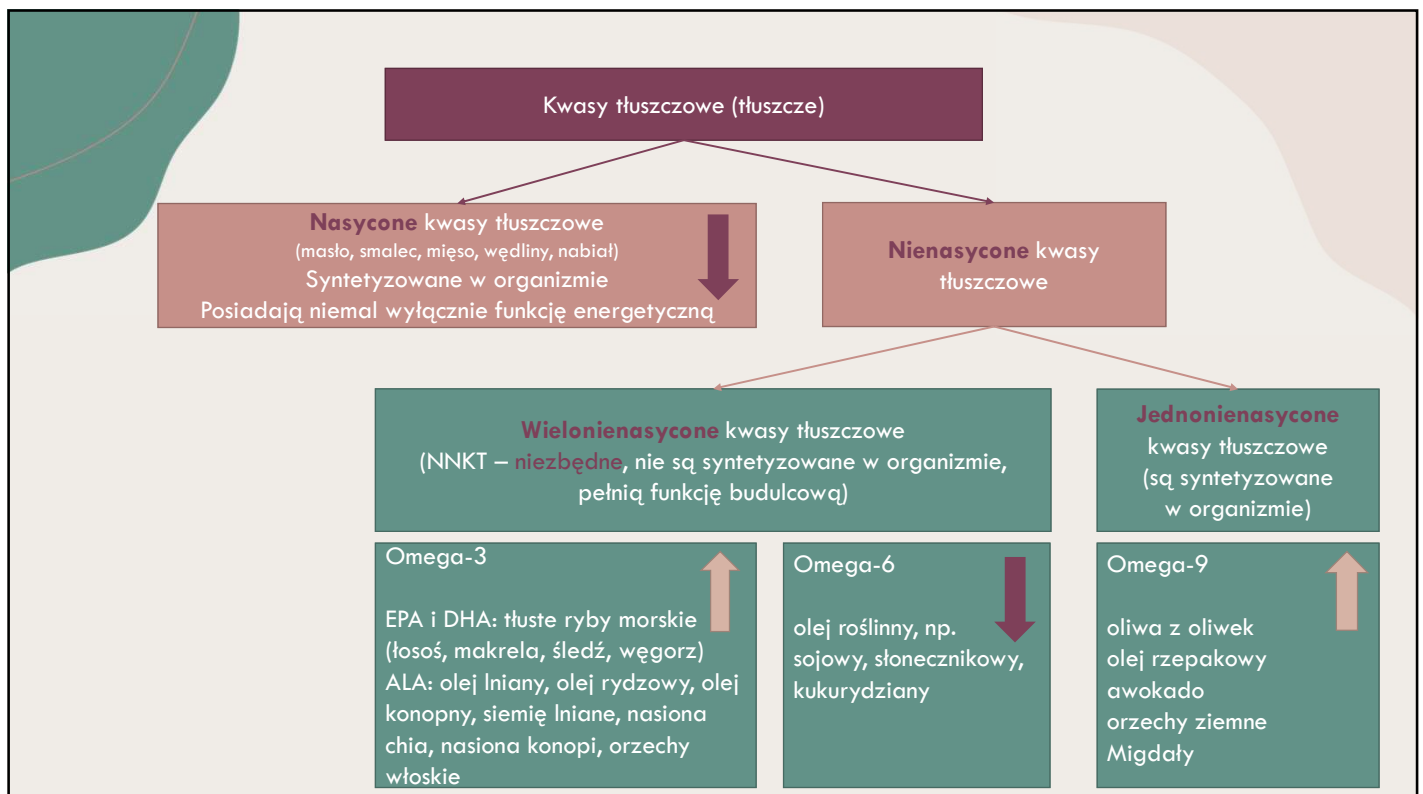 Kwasy tłuszczowe (tłuszcze)
Nasycone kwasy tłuszczowe
(masło, smalec, mięso, wędliny, nabiał)
Syntetyzowane w organizmie
Posiadają niemal wyłącznie funkcję energetyczną
Nienasycone kwasy
tłuszczowe
Wielonienasycone kwasy tłuszczowe
(NNKT – niezbędne, nie są syntetyzowane w organizmie,
pełnią funkcję budulcową)
Jednonienasycone
kwasy tłuszczowe
(są syntetyzowane
w organizmie)
Omega-3
EPA i DHA: tłuste ryby morskie
(łosoś, makrela, śledź, węgorz)
ALA: olej lniany, olej rydzowy, olej
konopny, siemię lniane, nasiona
chia, nasiona konopi, orzechy
włoskie
Omega-6
olej roślinny, np.
sojowy, słonecznikowy,
kukurydziany
Omega-9
oliwa z oliwek
olej rzepakowy
awokado
orzechy ziemne
Migdały